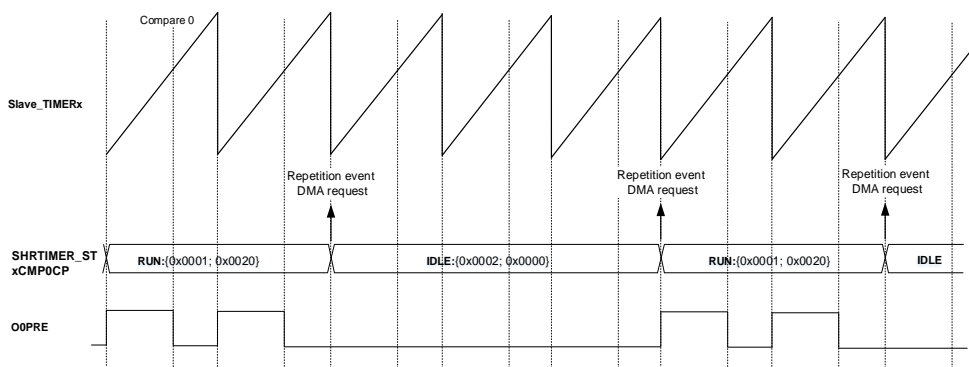 Compare 0
Slave_TIMERx
Repetition event
DMA request
Repetition event
DMA request
Repetition event
DMA request
SHRTIMER_ST
xCMP0CP
RUN:{0x0001; 0x0020}
IDLE:{0x0002; 0x0000}
RUN:{0x0001; 0x0020}
IDLE
O0PRE